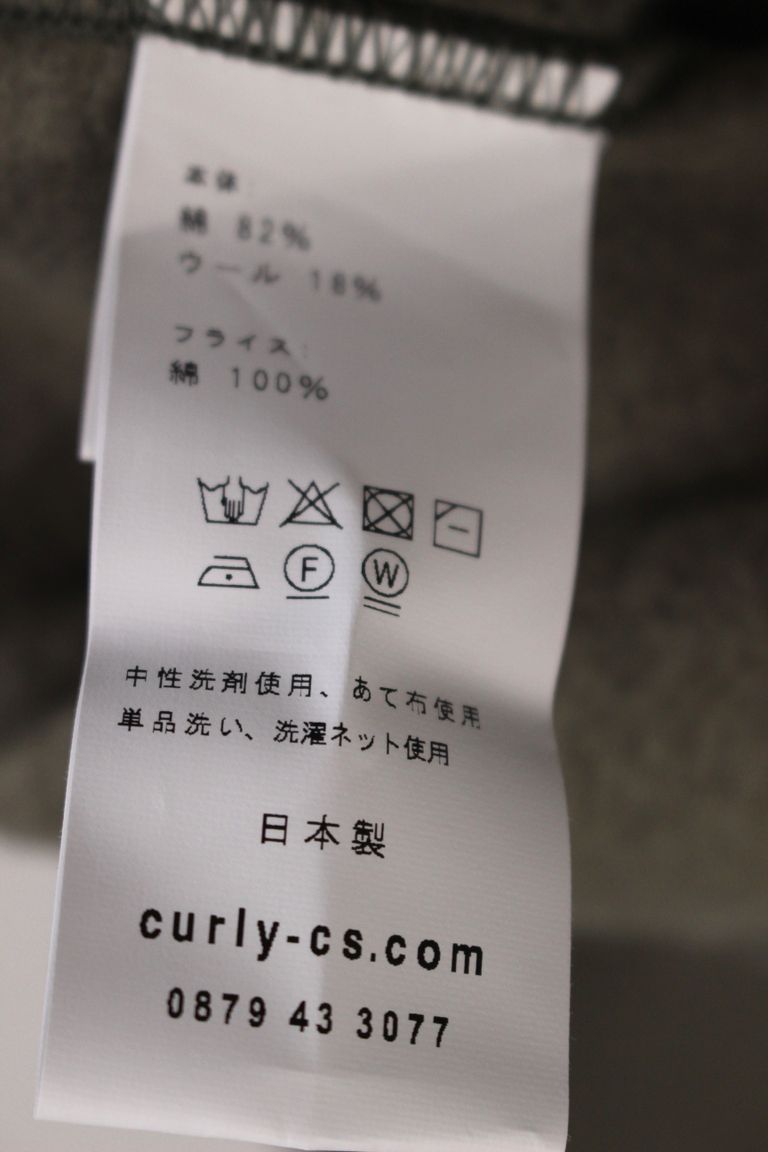 本体:
綿 82%
ウール 18%
フライス:
綿 100%
F W
中性洗剤使用、あて布使用
単品洗い、洗濯ネット使用
日本製
curly-cs.com
0879 43 3077